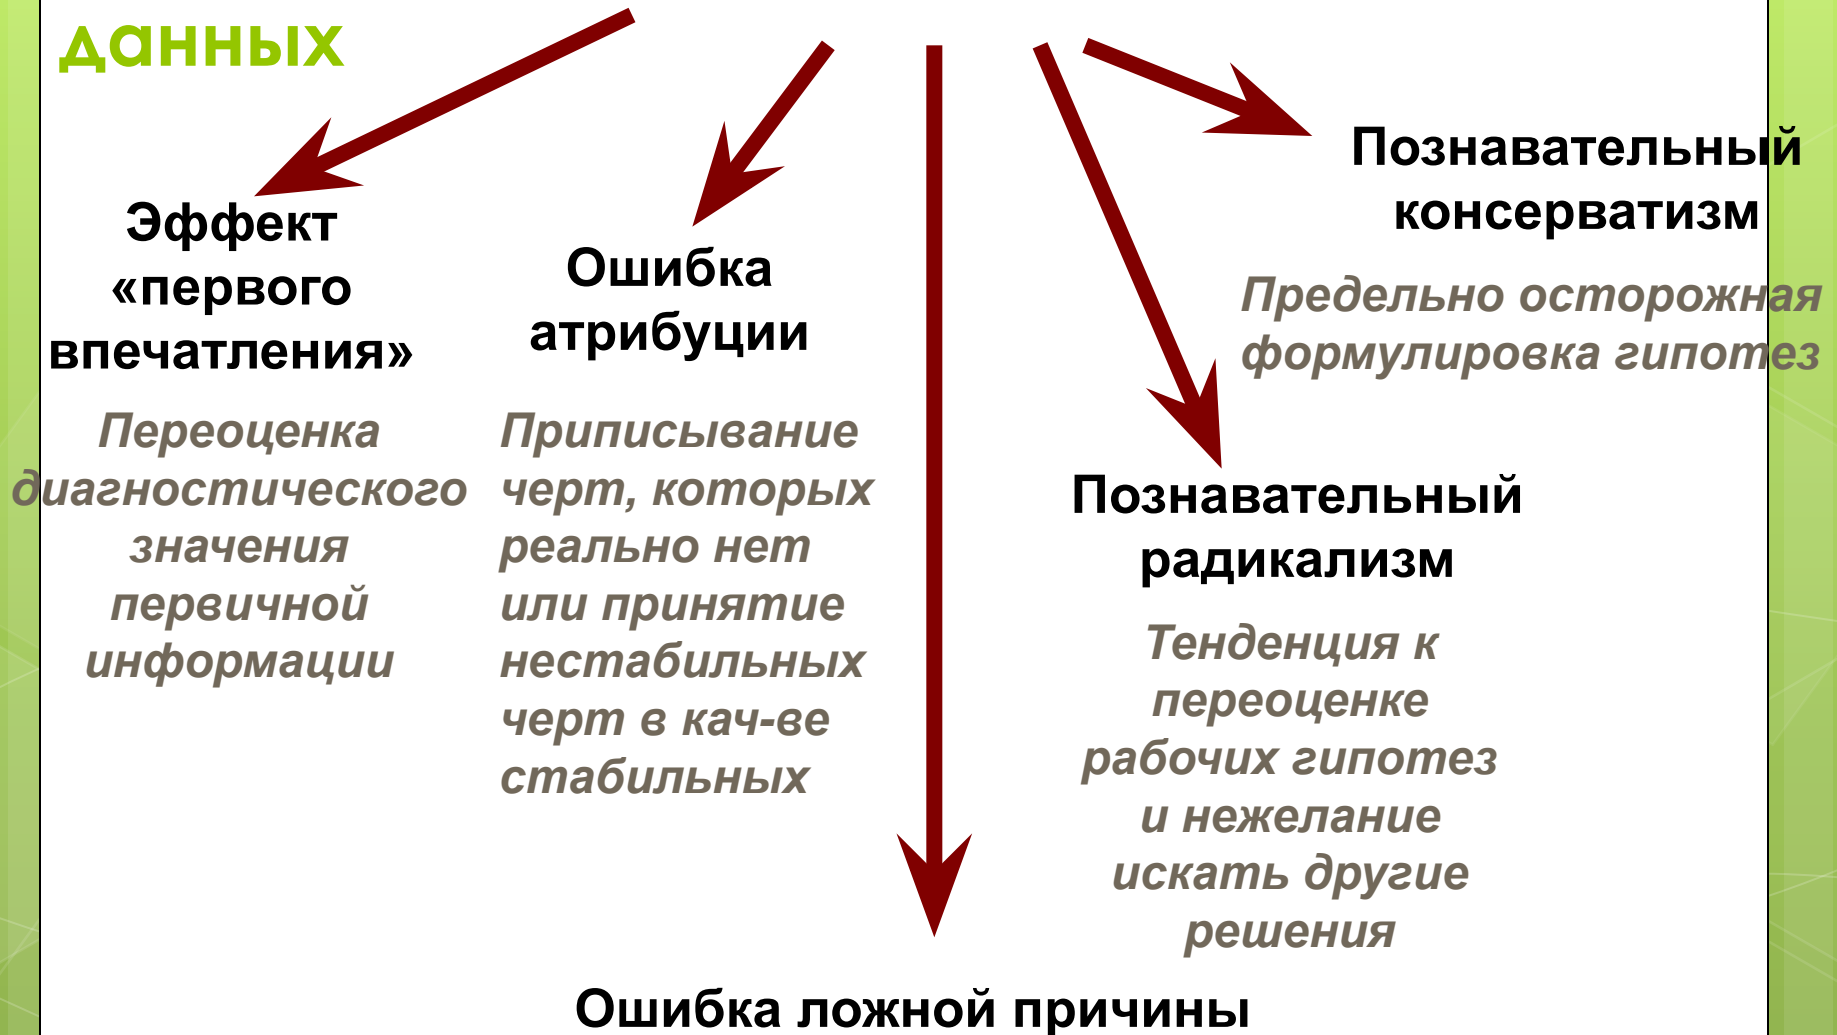 данных
Эффект
«первого
впечатления»
Переоценка
диагностического
значения
первичной
информации
Ошибка
атрибуции
Приписывание
черт, которых
реально нет
или принятие
нестабильных
черт в кач-ве
стабильных
Познавательный
консерватизм
Предельно осторожная
формулировка гипотез
Познавательный
радикализм
Тенденция к
переоценке
рабочих гипотез
и нежелание
искать другие
решения
Ошибка ложной причины